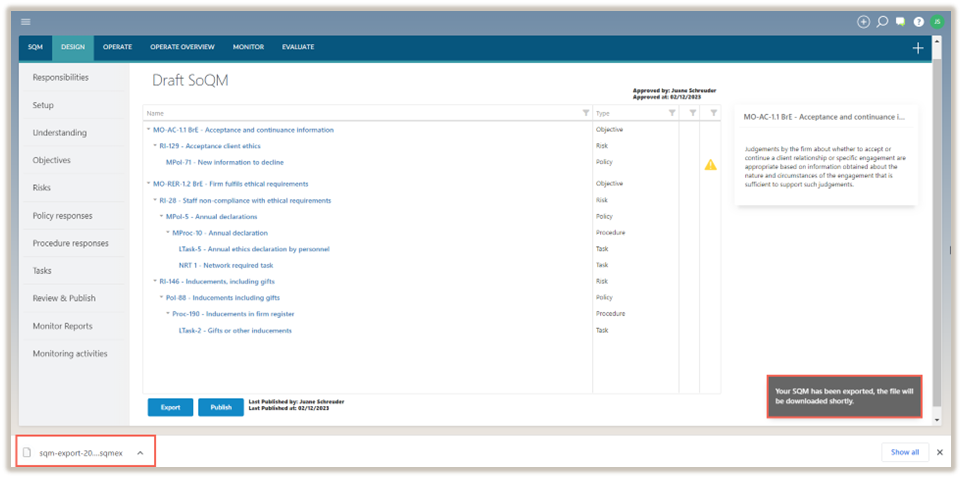 JS
SQM DESIGN OPERATE OPERATE OVERVIEW MONITOR EVALUATE
Responsibilities
Setup
Understanding
Objectives
Risks
Policy responses
Procedure responses
Tasks
Review & Publish
Monitor Reports
Monitoring activities
Draft SoQM
Approved by: Juane Schreuder
Approved at: 02/12/2023
Name Type
MO-AC-1.1 BrE - Acceptance and continuance information Objective
RI-129 - Acceptance client ethics Risk
MPol-71 - New information to decline Policy
MO-RER-1.2 BrE - Firm fulfils ethical requirements Objective
RI-28 - Staff non-compliance with ethical requirements Risk
MPol-5 - Annual declarations Policy
MProc-10 - Annual declaration Procedure
LTask-5 - Annual ethics declaration by personnel Task
NRT 1 - Network required task Task
RI-146 - Inducements, including gifts Risk
Pol-88 - Inducements including gifts Policy
Proc-190 - Inducements in firm register Procedure
LTask-2 - Gifts or other inducements Task
MO-AC-1.1 BrE - Acceptance and continuance i...
Judgements by the firm about whether to accept or
continue a client relationship or specific engagement are
appropriate based on information obtained about the
nature and circumstances of the engagement that is
sufficient to support such judgements.
Export Publish
Last Published by: Juane Schreuder
Last Published at: 02/12/2023
Your SQM has been exported, the file will
be downloaded shortly.
sqm-export-20....sqmex
Show all